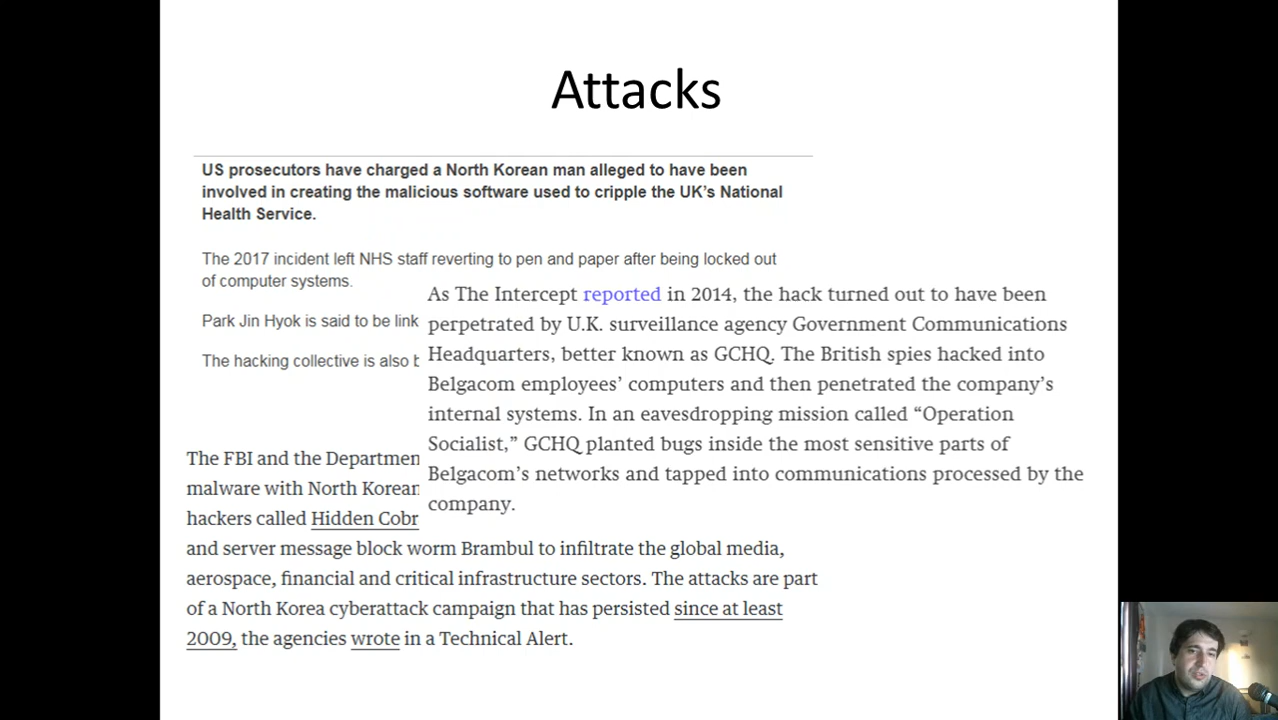 Attacks
US prosecutors have charged a North Korean man alleged to have been
involved in creating the malicious software used to cripple the UK's National
Health Service.
The 2017 incident left NHS staff reverting to pen and paper after being locked out
of computer systems.
Park Jin Hyok is said to be link
The hacking collective is also b
As The Intercept reported in 2014, the hack turned out to have been
perpetrated by U.K. surveillance agency Government Communications
Headquarters, better known as GCHQ. The British spies hacked into
Belgacom employees’ computers and then penetrated the company’s
internal systems. In an eavesdropping mission called “Operation
Socialist,” GCHQ planted bugs inside the most sensitive parts of
Belgacom’s networks and tapped into communications processed by the
company.
The FBI and the Departmen
malware with North Korean
hackers called Hidden Cobr
and server message block worm Brambul to infiltrate the global media,
aerospace, financial and critical infrastructure sectors. The attacks are part
of a North Korea cyberattack campaign that has persisted since at least
2009, the agencies wrote in a Technical Alert.